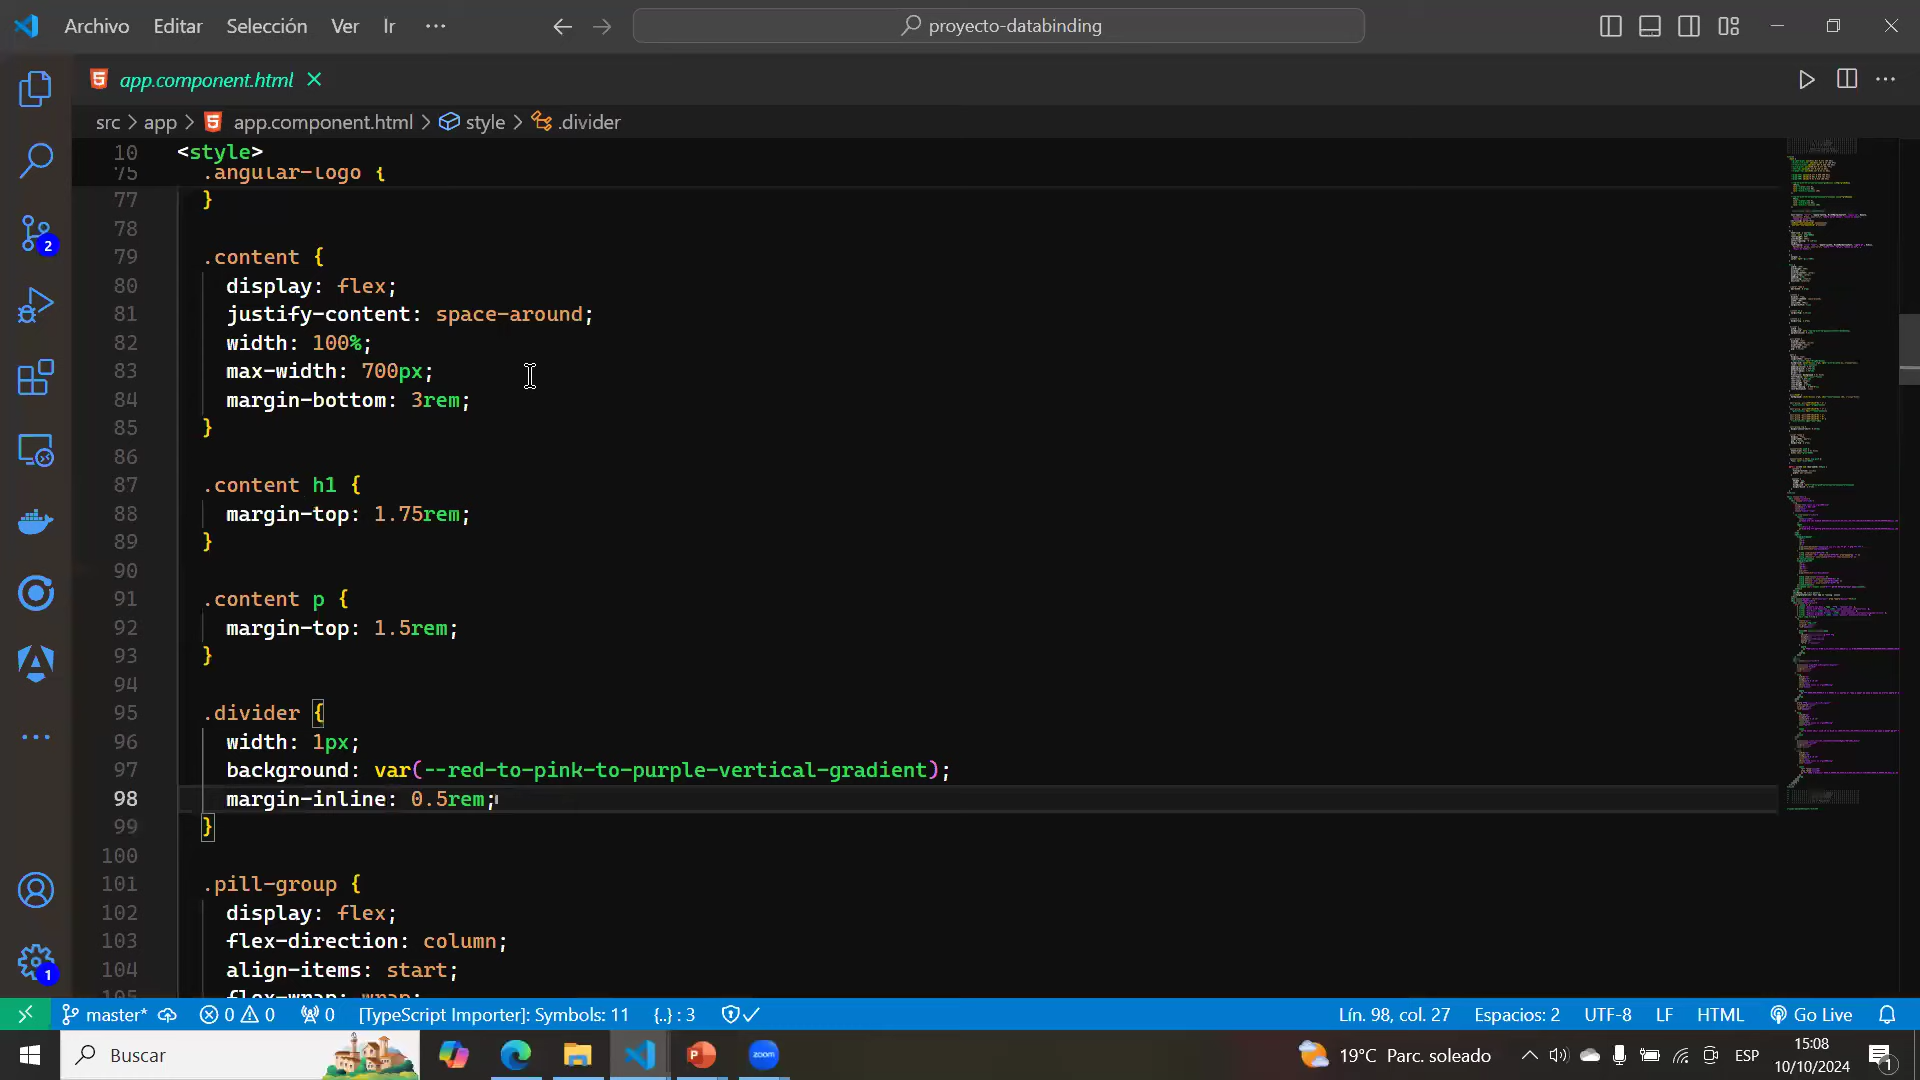 Archivo Editar Selección Ver Ir ··· proyecto-databinding
app.component.html
src > app > app.component.html > style > .divider
10 <style>
75 .angular-logo {
77 }
78
79 .content {
80 display: flex;
81 justify-content: space-around;
82 width: 100%;
83 max-width: 700px;
84 margin-bottom: 3rem;
85 }
86
87 .content h1 {
88 margin-top: 1.75rem;
89 }
90
91 .content p {
92 margin-top: 1.5rem;
93 }
94
95 .divider {
96 width: 1px;
97 background: var(--red-to-pink-to-purple-vertical-gradient);
98 margin-inline: 0.5rem;
99 }
100
101 .pill-group {
102 display: flex;
103 flex-direction: column;
104 align-items: start;
105 flex-wrap: wrap;
2
1
master* 0 0 0 [TypeScript Importer]: Symbols: 11 {..} : 3 Lín. 98, col. 27 Espacios: 2 UTF-8 LF HTML Go Live
Buscar zoom 19°C Parc. soleado ESP 15:08
10/10/2024 1